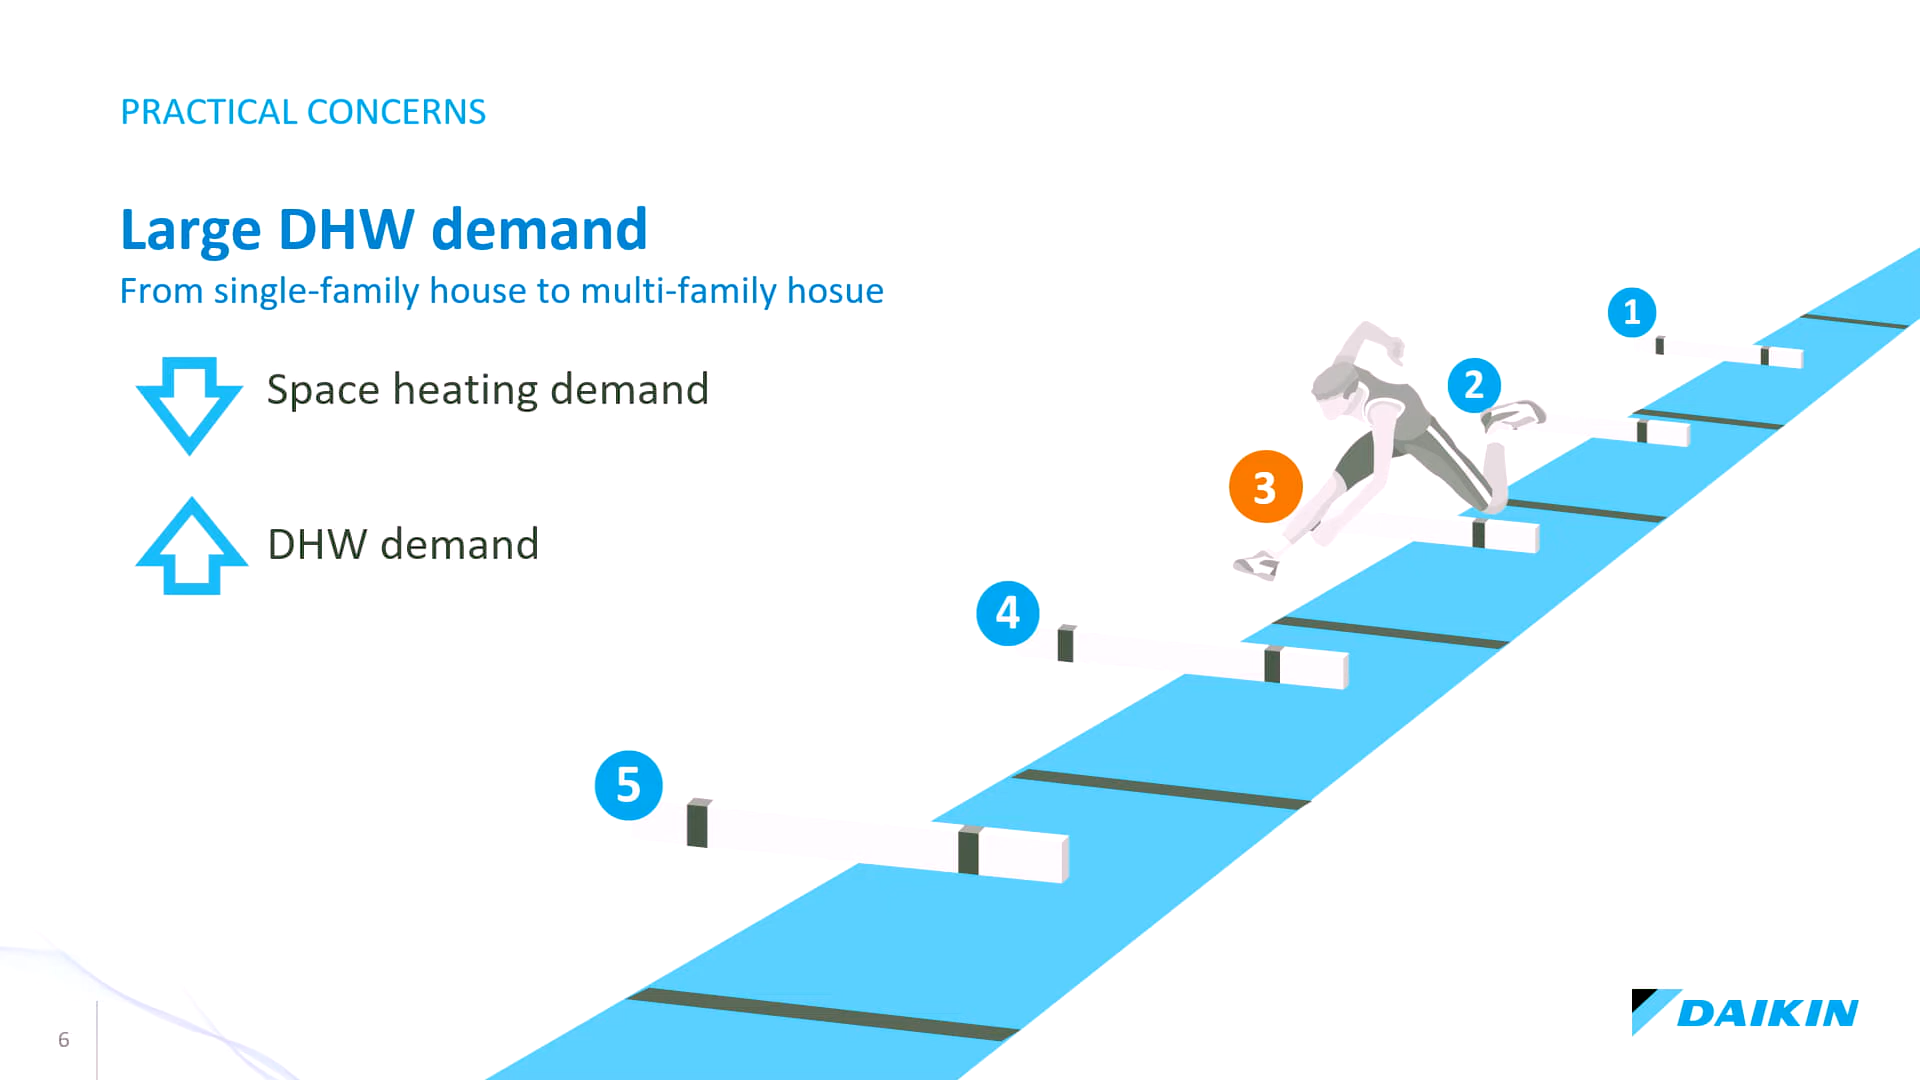 PRACTICAL CONCERNS
Large DHW demand
From single-family house to multi-family hosue
Space heating demand
DHW demand
1
2
3
4
5
6
DAIKIN